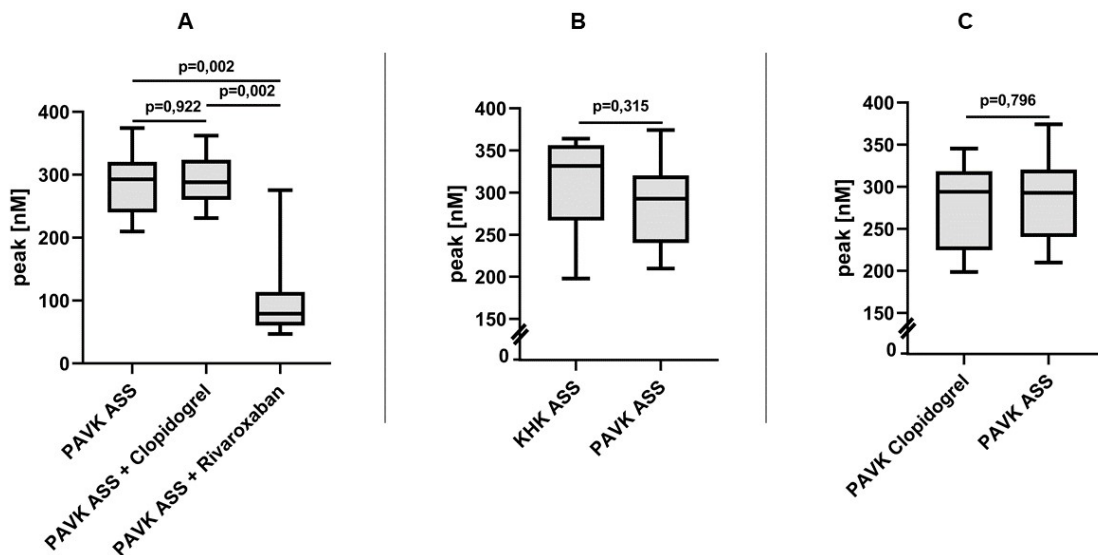 A
p=0,002
p=0,922
p=0,002
peak [nM]
400
300
200
100
0
PAVK ASS
PAVK ASS + Clopidogrel
PAVK ASS + Rivaroxaban
B
p=0,315
peak [nM]
400
350
300
250
200
150
0
KHK ASS
PAVK ASS
C
p=0,796
peak [nM]
400
350
300
250
200
150
0
PAVK Clopidogrel
PAVK ASS